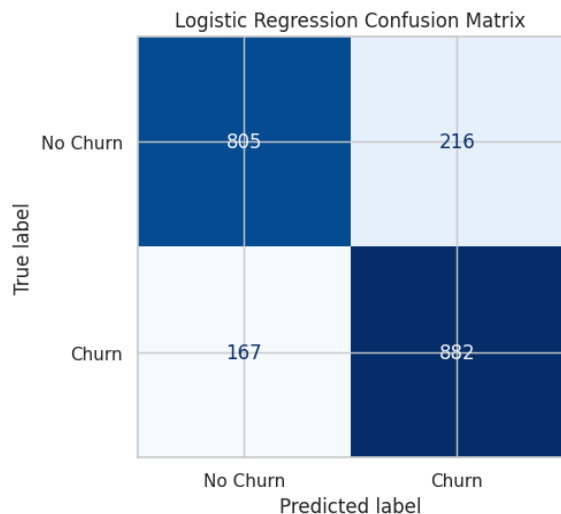 Logistic Regression Confusion Matrix
True label
No Churn
805
216
Churn
167
882
No Churn
Churn
Predicted label